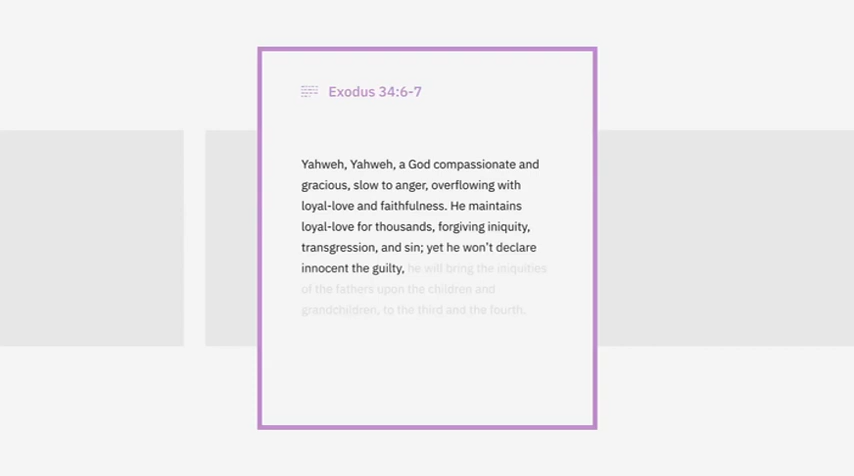 Exodus 34:6-7
Yahweh, Yahweh, a God compassionate and
gracious, slow to anger, overflowing with
loyal-love and faithfulness. He maintains
loyal-love for thousands, forgiving iniquity,
transgression, and sin; yet he won't declare
innocent the guilty, he will bring the iniquities
of the fathers upon the children and
grandchildren, to the third and the fourth.